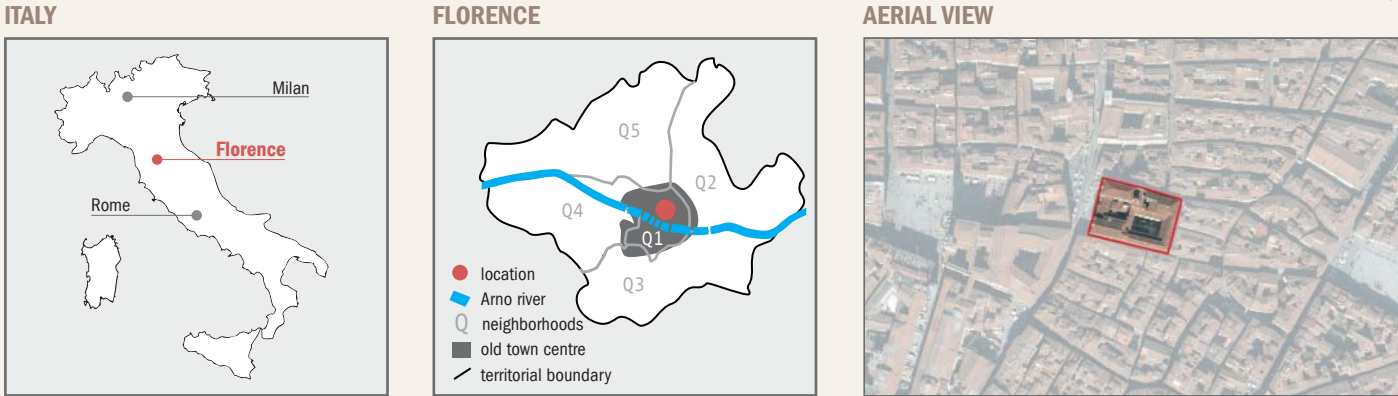 ITALY
FLORENCE
AERIAL VIEW
Milan
Florence
Rome
Q5
Q2
Q4
Q1
Q3
location
Arno river
Q neighborhoods
old town centre
territorial boundary